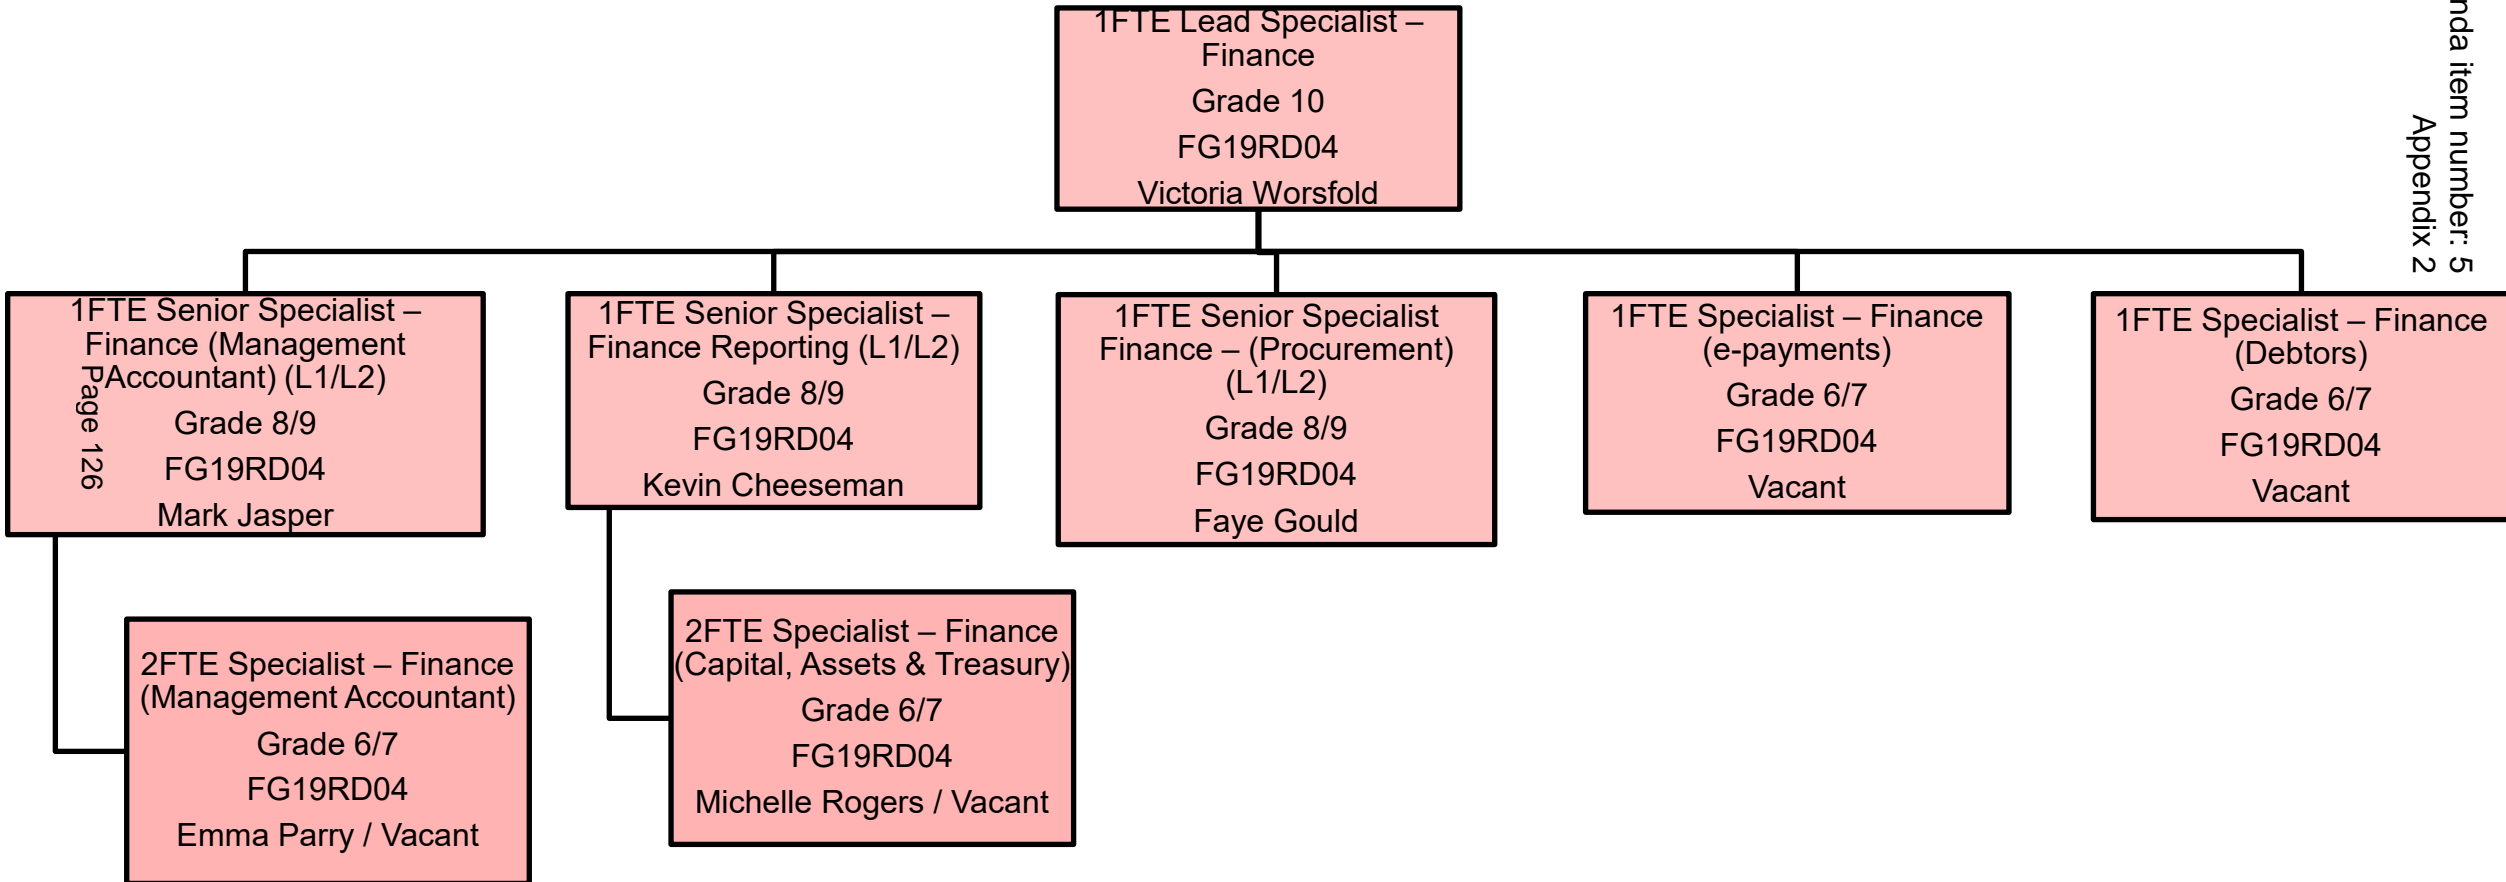 1FTE Lead Specialist –
Finance
Grade 10
FG19RD04
Victoria Worsfold
item number: 5
Appendix 2
1FTE Senior Specialist –
Finance (Management
Accountant) (L1/L2)
Grade 8/9
FG19RD04
Mark Jasper
Page 126
1FTE Senior Specialist –
Finance Reporting (L1/L2)
Grade 8/9
FG19RD04
Kevin Cheeseman
1FTE Senior Specialist
Finance – (Procurement)
(L1/L2)
Grade 8/9
FG19RD04
Faye Gould
1FTE Specialist – Finance
(e-payments)
Grade 6/7
FG19RD04
Vacant
1FTE Specialist – Finance
(Debtors)
Grade 6/7
FG19RD04
Vacant
2FTE Specialist – Finance
(Management Accountant)
Grade 6/7
FG19RD04
Emma Parry / Vacant
2FTE Specialist – Finance
(Capital, Assets & Treasury)
Grade 6/7
FG19RD04
Michelle Rogers / Vacant